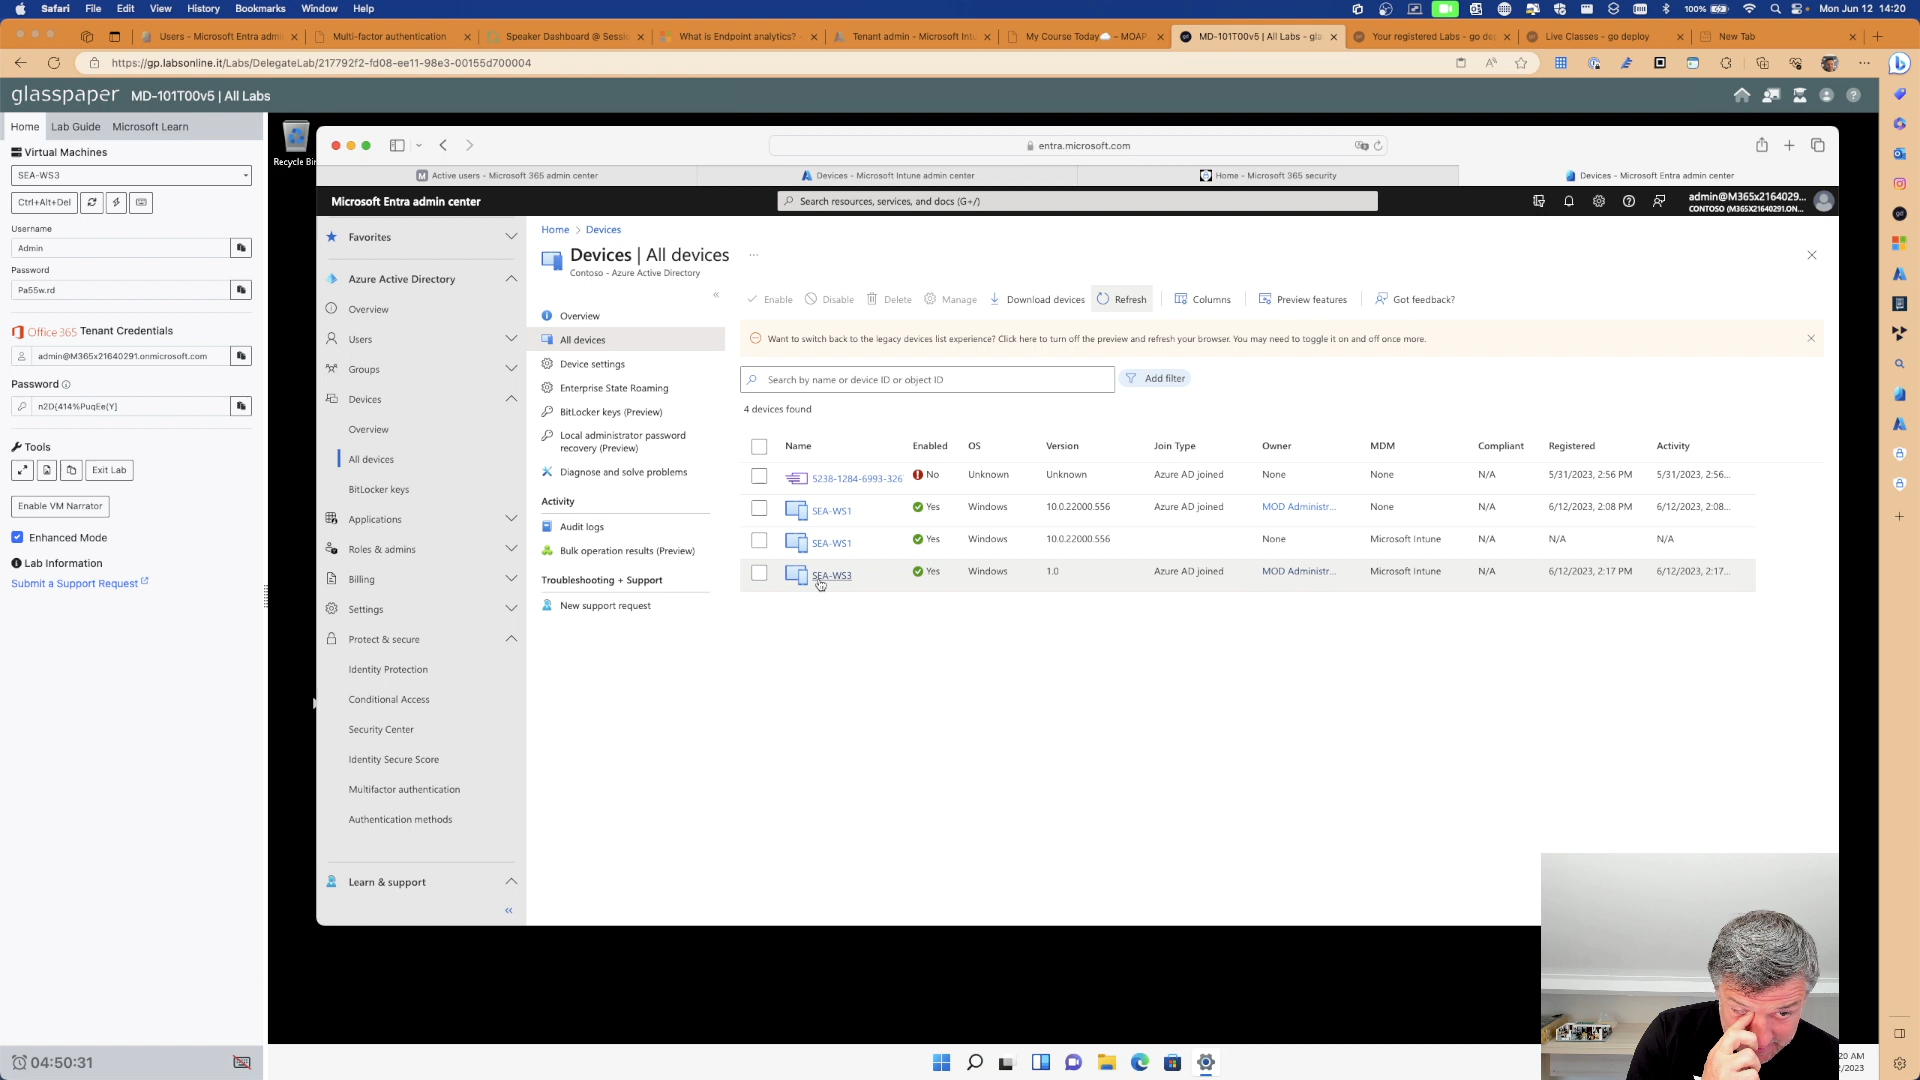 Safari File Edit View History Bookmarks Window Help
100% Mon Jun 12 14:20
Users - Microsoft Entra admi
Multi-factor authentication
Speaker Dashboard @ Sessio
What is Endpoint analytics? -
Tenant admin - Microsoft Int
My Course Today - MOAP
MD-101T00v5 | All Labs - gla
Your registered Labs - go de
Live Classes - go deploy
New Tab
https://gp.labsonline.it/Labs/DelegateLab/217792f2-fd08-ee11-98e3-00155d700004
glasspaper MD-101T00v5 | All Labs
Home Lab Guide Microsoft Learn
Virtual Machines
SEA-WS3
Ctrl+Alt+Del
Username
Admin
Password
Pa55w.rd
Office 365 Tenant Credentials
admin@M365x21640291.onmicrosoft.com
Password
n2D{414%PuqEe(Y]
Tools
Exit Lab
Enable VM Narrator
Enhanced Mode
Lab Information
Submit a Support Request
04:50:31
Recycle Bin
entra.microsoft.com
Active users - Microsoft 365 admin center
Devices - Microsoft Intune admin center
Home - Microsoft 365 security
Devices - Microsoft Entra admin center
Microsoft Entra admin center
Search resources, services, and docs (G+/)
admin@M365x2164029...
CONTOSO (M365X21640291.ON...
Favorites
Azure Active Directory
Overview
Users
Groups
Devices
Overview
All devices
BitLocker keys
Applications
Roles & admins
Billing
Settings
Protect & secure
Identity Protection
Conditional Access
Security Center
Identity Secure Score
Multifactor authentication
Authentication methods
Learn & support
Home > Devices
Devices | All devices ...
Contoso - Azure Active Directory
Overview
All devices
Device settings
Enterprise State Roaming
BitLocker keys (Preview)
Local administrator password
recovery (Preview)
Diagnose and solve problems
Activity
Audit logs
Bulk operation results (Preview)
Troubleshooting + Support
New support request
Enable Disable Delete Manage Download devices Refresh Columns Preview features Got feedback?
Want to switch back to the legacy devices list experience? Click here to turn off the preview and refresh your browser. You may need to toggle it on and off once more.
Search by name or device ID or object ID
Add filter
4 devices found
Name Enabled OS Version Join Type Owner MDM Compliant Registered Activity
5238-1284-6993-326 No Unknown Unknown Azure AD joined None None N/A 5/31/2023, 2:56 PM 5/31/2023, 2:56...
SEA-WS1 Yes Windows 10.0.22000.556 Azure AD joined MOD Administr... None N/A 6/12/2023, 2:08 PM 6/12/2023, 2:08...
SEA-WS1 Yes Windows 10.0.22000.556 None Microsoft Intune N/A N/A N/A
SEA-WS3 Yes Windows 1.0 Azure AD joined MOD Administr... Microsoft Intune N/A 6/12/2023, 2:17 PM 6/12/2023, 2:17...
20 AM
/2023